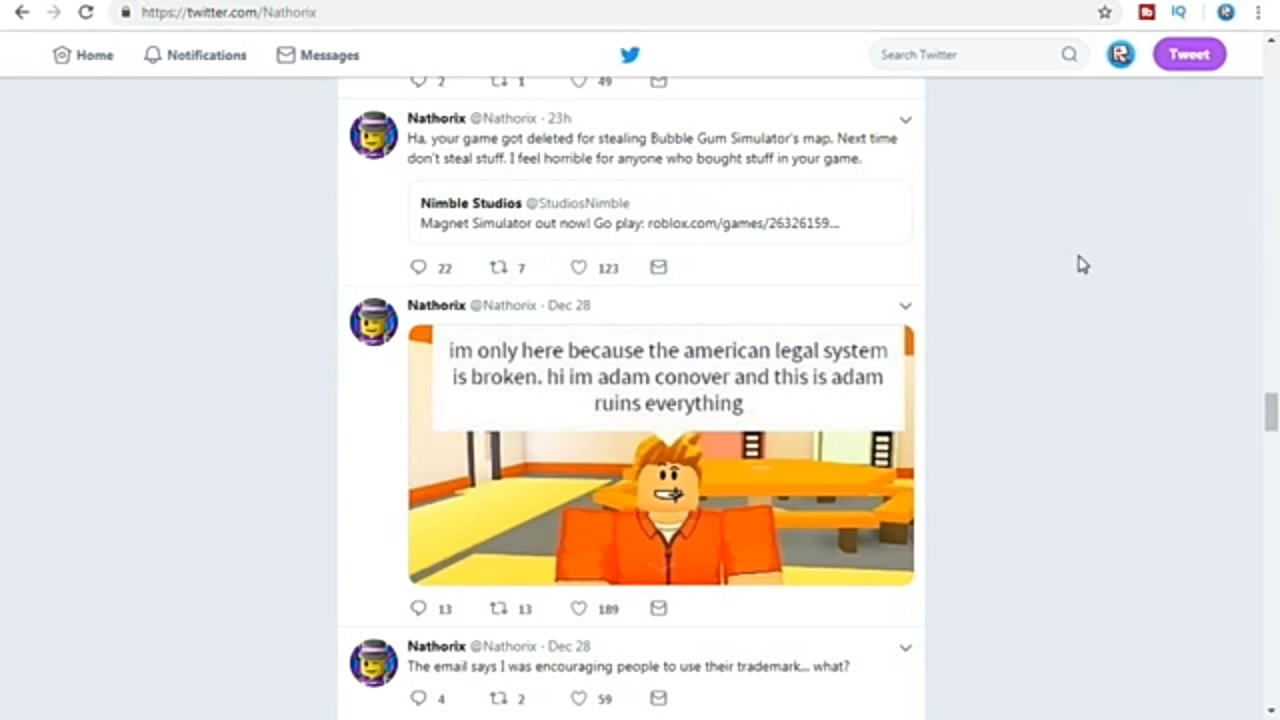 https://twitter.com/Nathorix
Home
Notifications
Messages
Search Twitter
Tweet
2 1 49
Nathorix @Nathorix · 23h
Ha, your game got deleted for stealing Bubble Gum Simulator's map. Next time
don't steal stuff. I feel horrible for anyone who bought stuff in your game.
Nimble Studios @StudiosNimble
Magnet Simulator out now! Go play: roblox.com/games/26326159...
22 7 123
Nathorix @Nathorix · Dec 28
im only here because the american legal system
is broken. hi im adam conover and this is adam
ruins everything
13 13 189
Nathorix @Nathorix · Dec 28
The email says I was encouraging people to use their trademark... what?
4 2 59